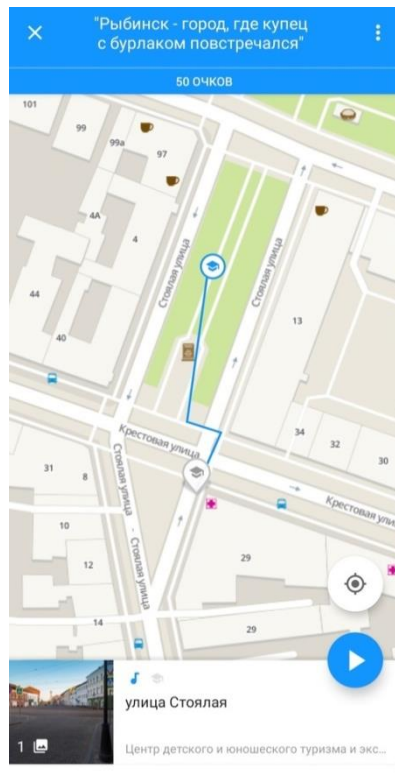 "Рыбинск - город, где купец
с бурлаком повстречался"
50 ОЧКОВ
101
99
99а
97
4А
4
Стоялая улица
Стоялая улица
44
13
40
Крестовая улица
34
32
30
31
8
Стоялая улица - Стоялая улица
Крестовая ули
10
12
29
14
29
улица Стоялая
1
Центр детского и юношеского туризма и экс...